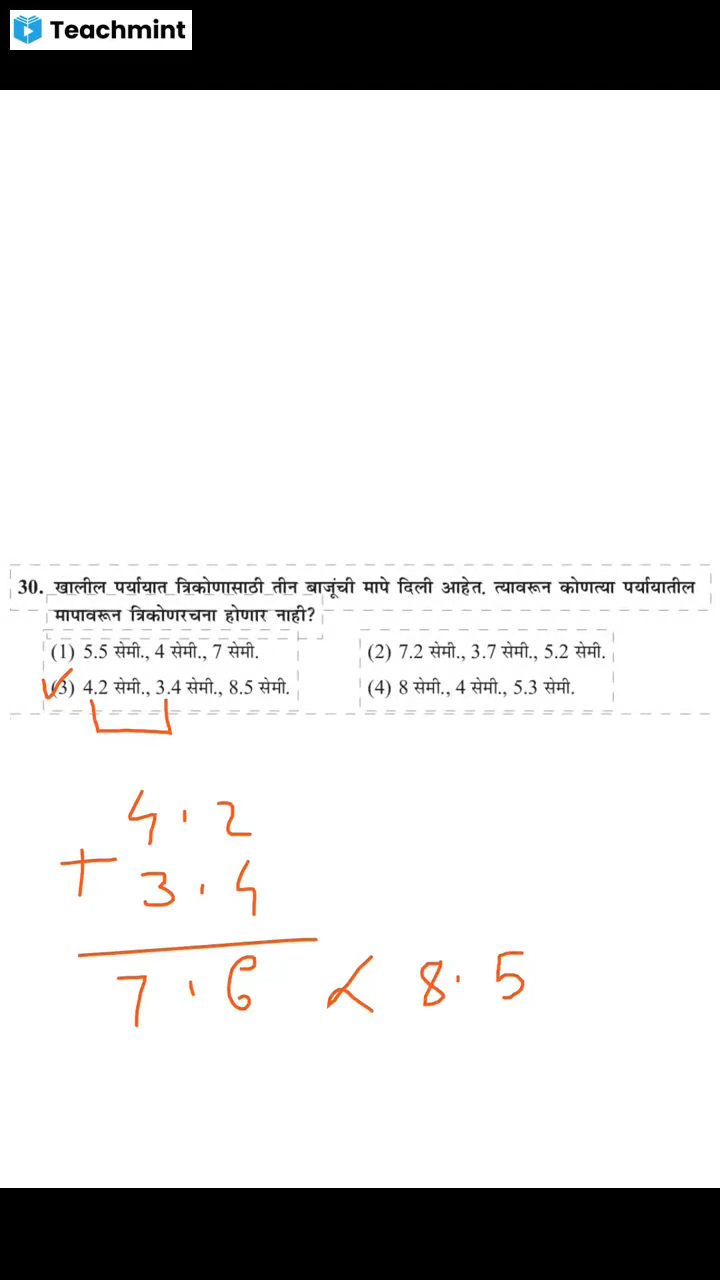 Teachmint
30. खालील पर्यायात त्रिकोणासाठी तीन बाजूंची मापे दिली आहेत. त्यावरून कोणत्या पर्यायातील
मापावरून त्रिकोणरचना होणार नाही?
(1) 5.5 सेमी., 4 सेमी., 7 सेमी. (2) 7.2 सेमी., 3.7 सेमी., 5.2 सेमी.
(3) 4.2 सेमी., 3.4 सेमी., 8.5 सेमी. (4) 8 सेमी., 4 सेमी., 5.3 सेमी.
4.2
+ 3.4
7.6 < 8.5